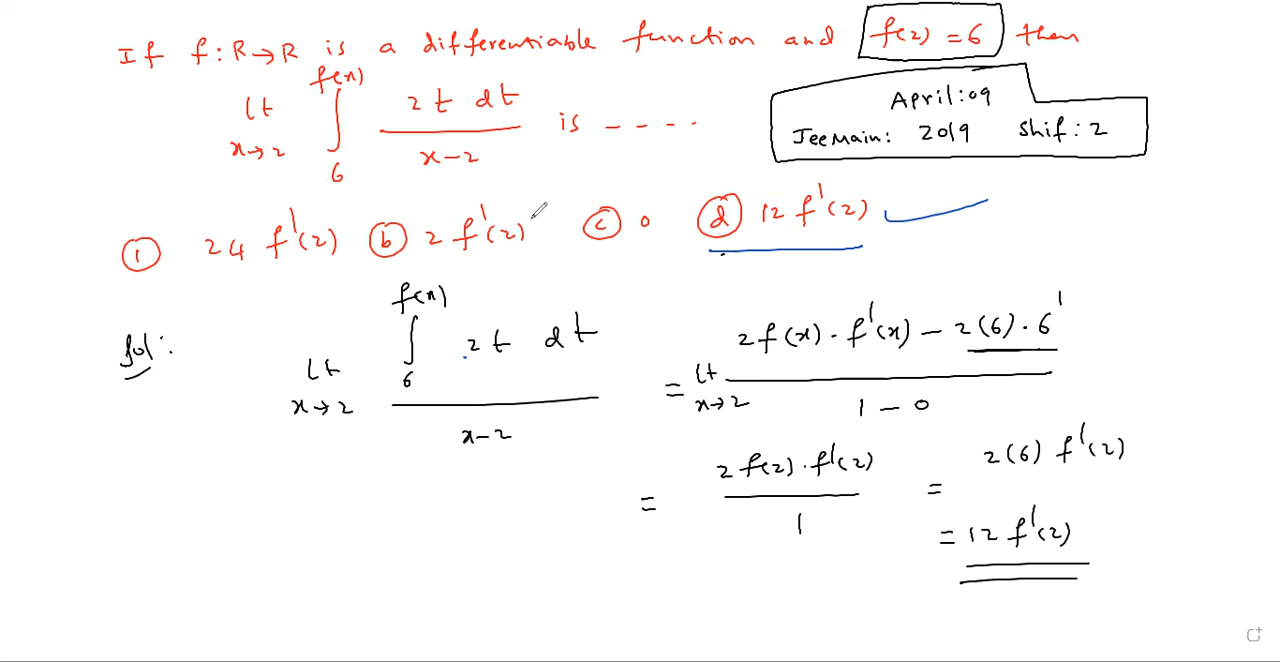 If f: R→R is a differentiable function and f(2) = 6 then
lt x→2 ∫_6^{f(x)} 2t dt / (x-2) is ----.
April:09
Jee Main: 2019 Shif: 2
① 24 f'(2) ⓑ 2 f'(2) ⓒ 0 ⓓ 12 f'(2)
Sol:
lt x→2 ∫_6^{f(x)} 2t dt / (x-2) = lt x→2 (2f(x)·f'(x) - 2(6)·6') / (1-0)
= 2f(2)·f'(2) / 1 = 2(6) f'(2)
= 12 f'(2)